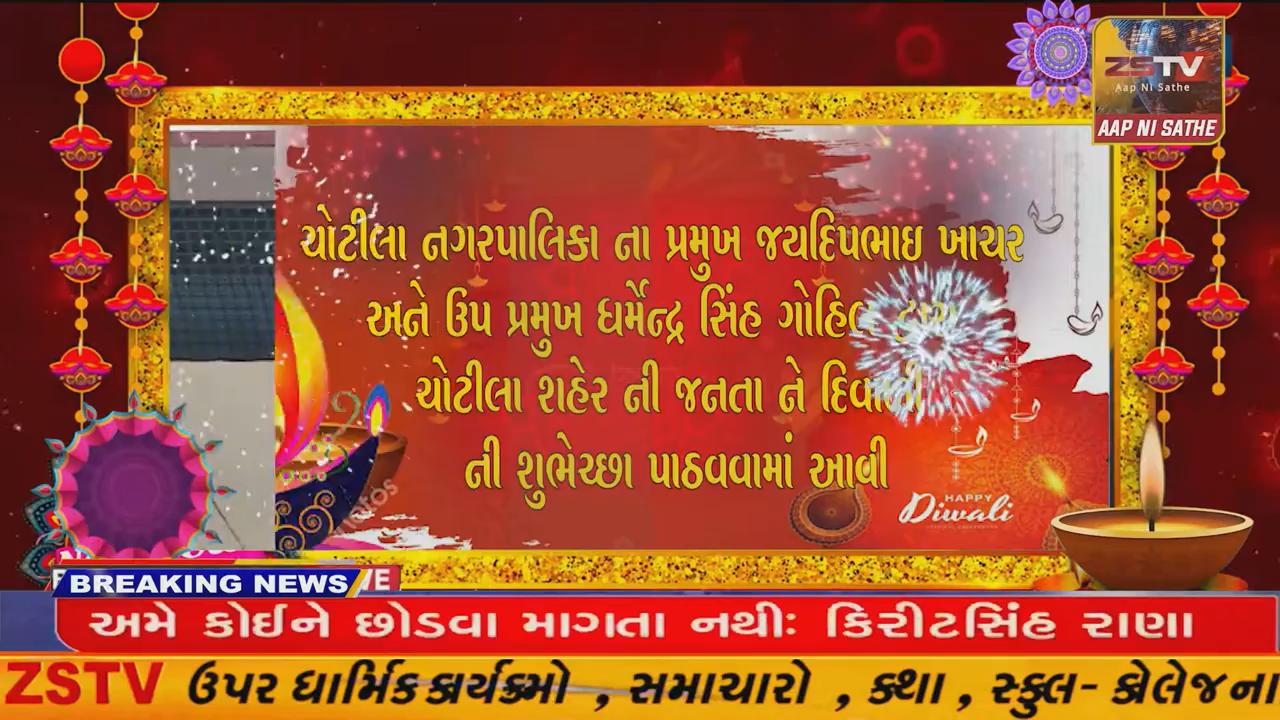 ZSTV
Aap Ni Sathe
AAP NI SATHE
ચોટીલા નગરપાલિકા ના પ્રમુખ જયદિપભાઇ ખાચર
અને ઉપ પ્રમુખ ધર્મેન્દ્ર સિંહ ગોહિલ
ચોટીલા શહેર ની જનતા ને
ની શુભેચ્છા પાઠવવામાં આવી
HAPPY
Diwali
BREAKING NEWS
અમે કોઈને છોડવા માગતા નથીઃ કિરીટસિંહ રાણા
ZSTV ઉપર ધાર્મિક કાર્યક્રમો , સમાચારો , કથા , સ્કુલ- કોલેજ ના